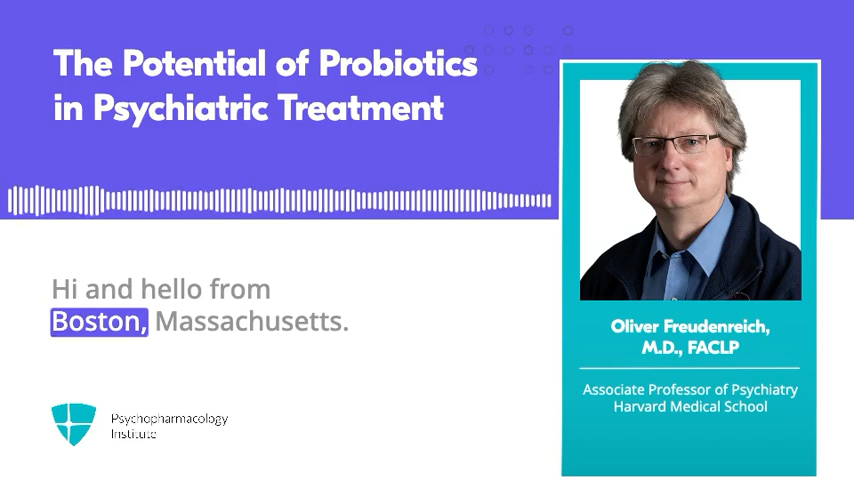 The Potential of Probiotics
in Psychiatric Treatment
Hi and hello from
Boston, Massachusetts.
Psychopharmacology
Institute
Oliver Freudenreich,
M.D., FACLP
Associate Professor of Psychiatry
Harvard Medical School